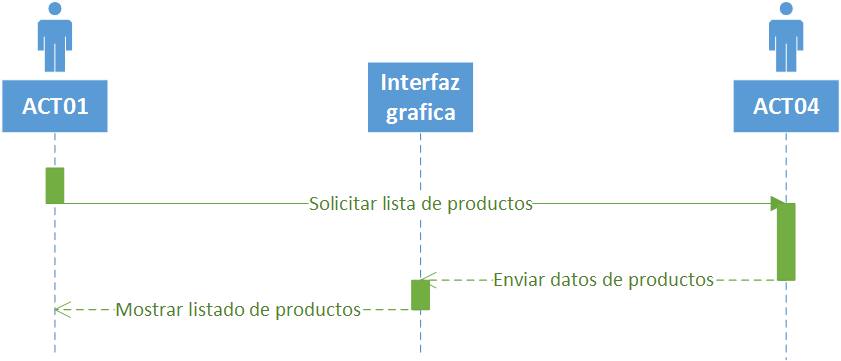 ACT01
Interfaz
grafica
ACT04
Solicitar lista de productos
Enviar datos de productos
Mostrar listado de productos